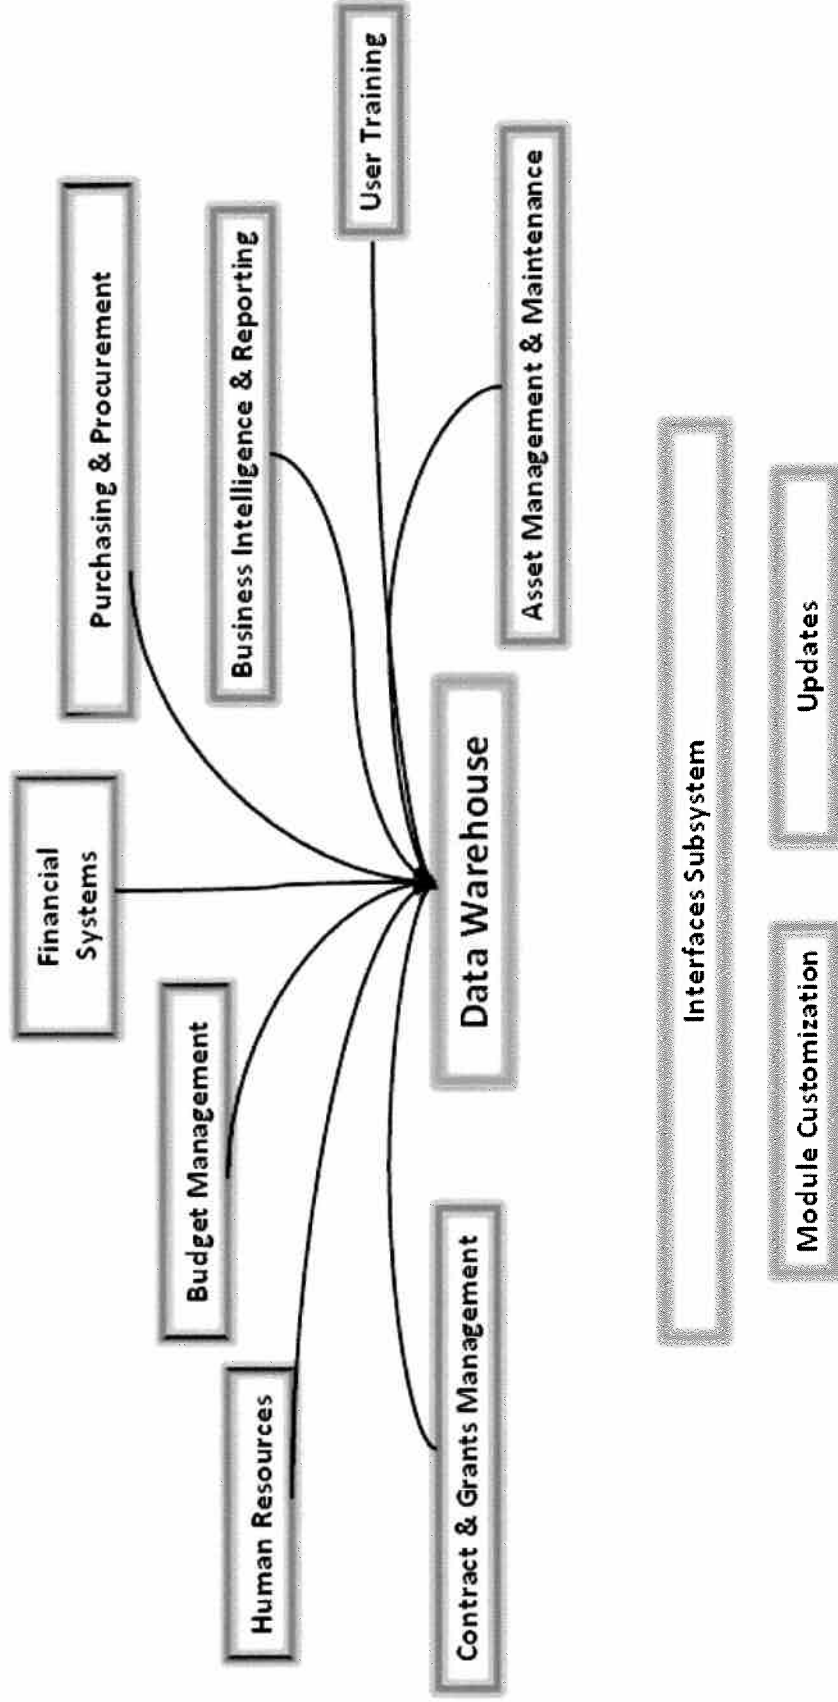 Financial
Systems
Budget Management
Purchasing & Procurement
Human Resources
Business Intelligence & Reporting
User Training
Contract & Grants Management
Data Warehouse
Asset Management & Maintenance
Interfaces Subsystem
Module Customization
Updates